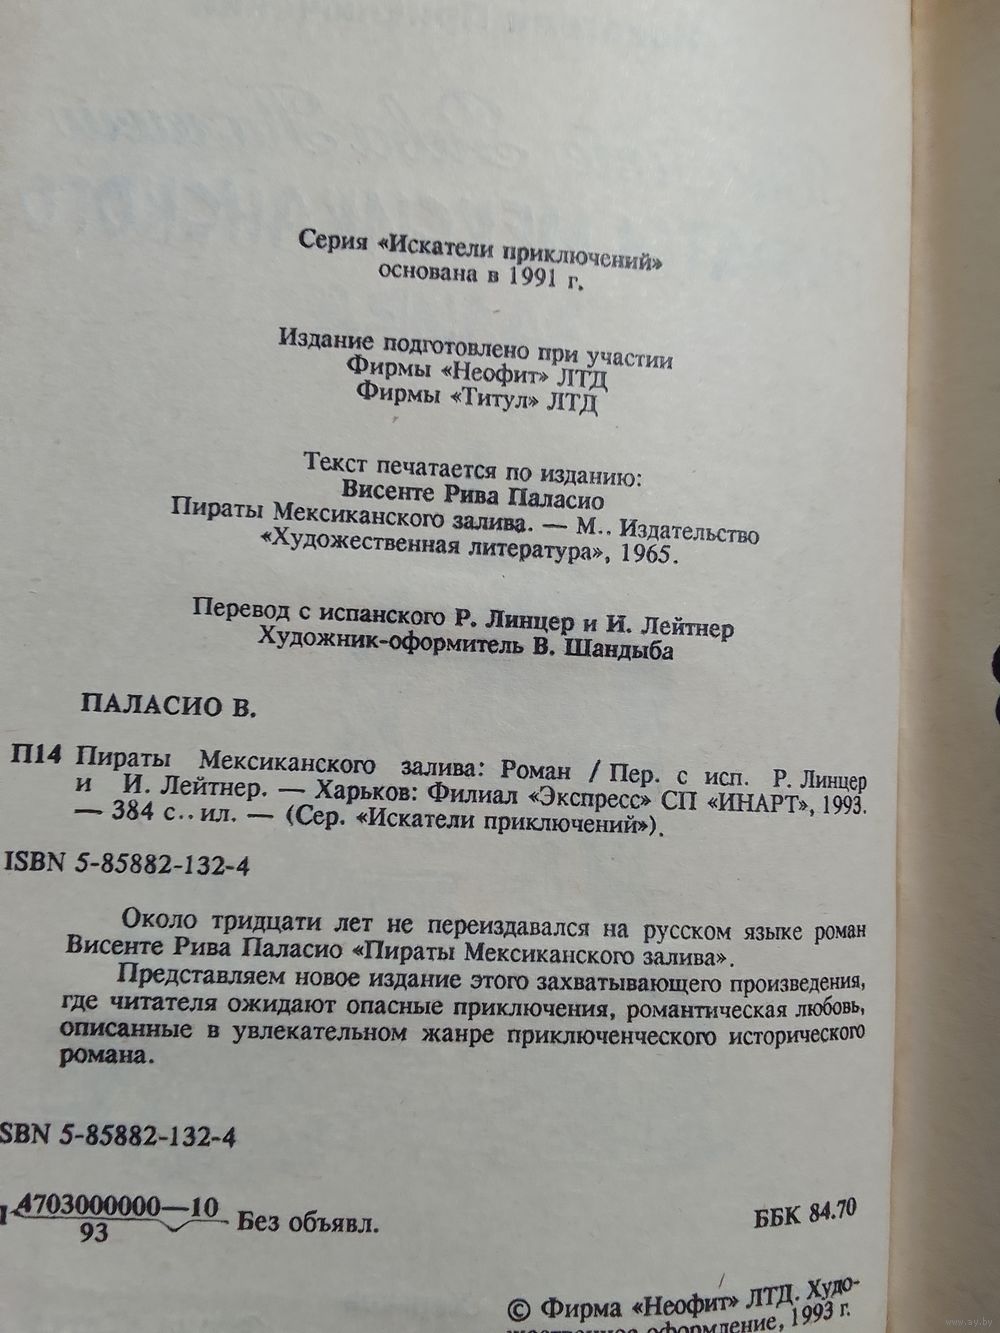 Серия «Искатели приключений»
основана в 1991 г.
Издание подготовлено при участии
Фирмы «Неофит» ЛТД
Фирмы «Титул» ЛТД
Текст печатается по изданию:
Висенте Рива Паласио
Пираты Мексиканского залива. — М.. Издательство
«Художественная литература», 1965.
Перевод с испанского Р. Линцер и И. Лейтнер
Художник-оформитель В. Шандыба
ПАЛАСИО В.
П14 Пираты Мексиканского залива: Роман / Пер. с исп. Р. Линцер
и И. Лейтнер. — Харьков: Филиал «Экспресс» СП «ИНАРТ», 1993.
— 384 с.. ил. — (Сер. «Искатели приключений»).
ISBN 5-85882-132-4
Около тридцати лет не переиздавался на русском языке роман
Висенте Рива Паласио «Пираты Мексиканского залива».
Представляем новое издание этого захватывающего произведения,
где читателя ожидают опасные приключения, романтическая любовь,
описанные в увлекательном жанре приключенческого исторического
романа.
SBN 5-85882-132-4
4703000000—10
93
Без объявл.
ББК 84.70
© Фирма «Неофит» ЛТД. Худо-
оформление, 1993 г.
www.ay.by